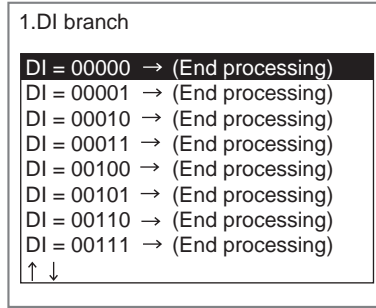 1.DI branch
DI = 00000 → (End processing)
DI = 00001 → (End processing)
DI = 00010 → (End processing)
DI = 00011 → (End processing)
DI = 00100 → (End processing)
DI = 00101 → (End processing)
DI = 00110 → (End processing)
DI = 00111 → (End processing)
↑ ↓